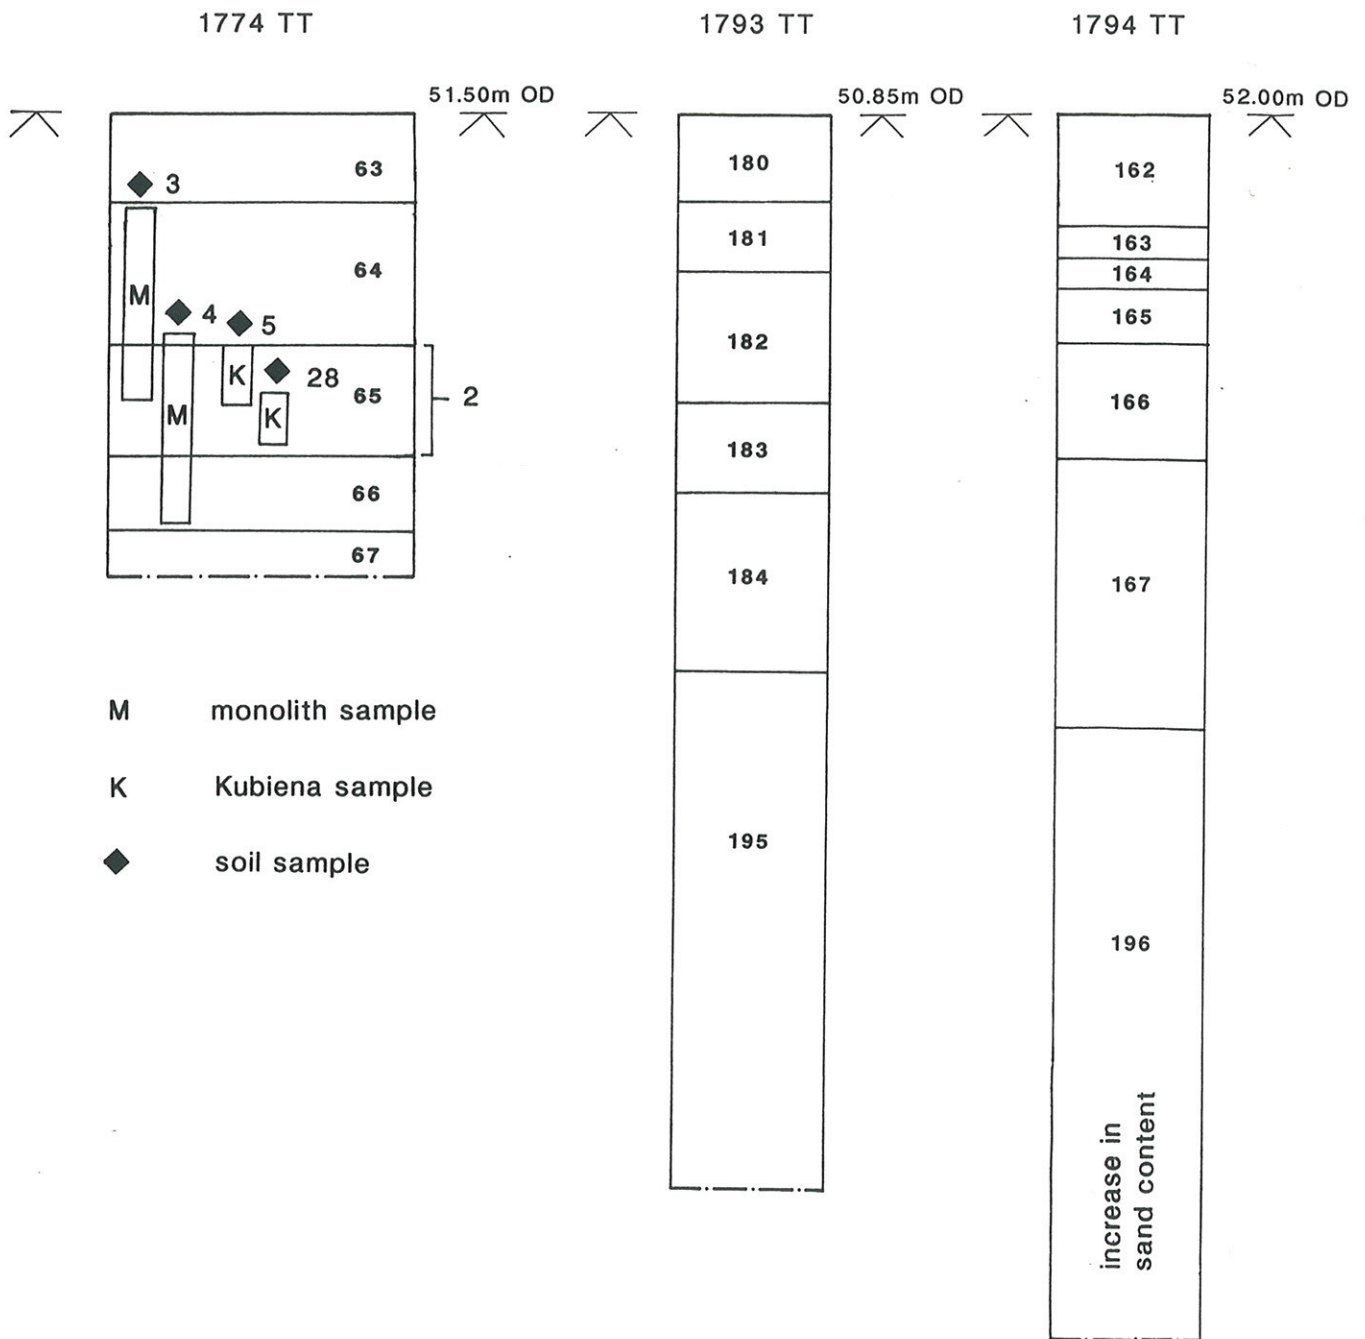 1774 TT
1793 TT
1794 TT
51.50m OD
50.85m OD
52.00m OD
63
3
64
M
4
5
K
28
65
2
M
K
66
67
180
181
182
183
184
195
162
163
164
165
166
167
196
increase in
sand content
M monolith sample
K Kubiena sample
◆ soil sample